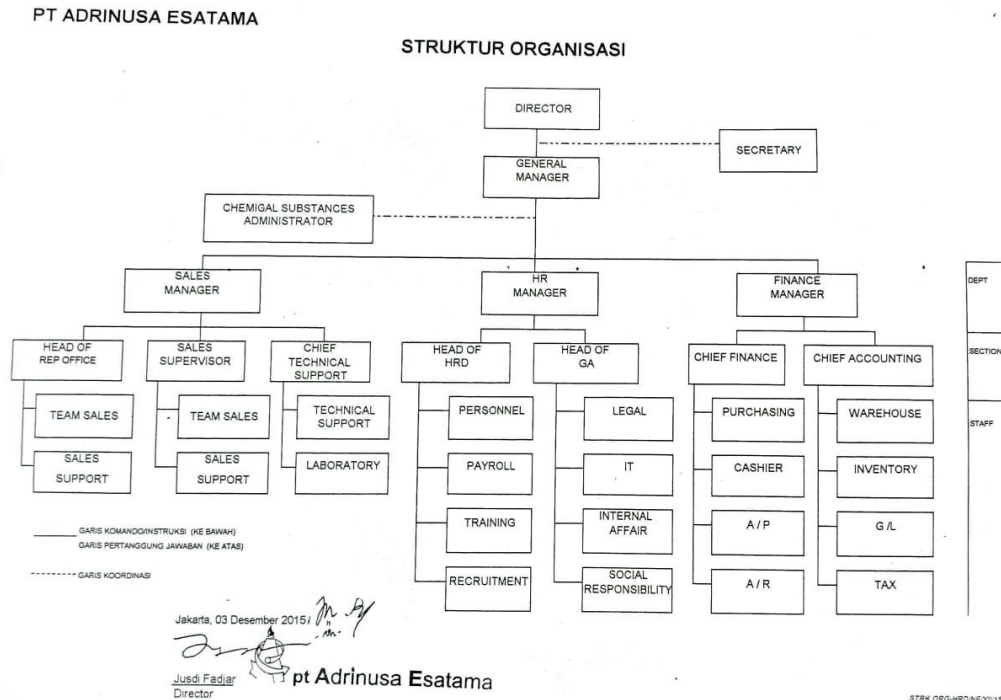 PT ADRINUSA ESATAMA
STRUKTUR ORGANISASI
DIRECTOR
SECRETARY
GENERAL
MANAGER
CHEMIGAL SUBSTANCES
ADMINISTRATOR
SALES
MANAGER
HR
MANAGER
FINANCE
MANAGER
DEPT
HEAD OF
REP OFFICE
SALES
SUPERVISOR
CHIEF
TECHNICAL
SUPPORT
HEAD OF
HRD
HEAD OF
GA
CHIEF FINANCE
CHIEF ACCOUNTING
SECTION
TEAM SALES
TEAM SALES
TECHNICAL
SUPPORT
PERSONNEL
LEGAL
PURCHASING
WAREHOUSE
STAFF
SALES
SUPPORT
SALES
SUPPORT
LABORATORY
PAYROLL
IT
CASHIER
INVENTORY
TRAINING
INTERNAL
AFFAIR
A / P
G /L
RECRUITMENT
SOCIAL
RESPONSIBILITY
A / R
TAX
GARIS KOMANDO/INSTRUKSI (KE BAWAH)
GARIS PERTANGGUNG JAWABAN (KE ATAS)
GARIS KOORDINASI
Jakarta, 03 Desember 2015
pt Adrinusa Esatama
Jusdi Fadjar
Director